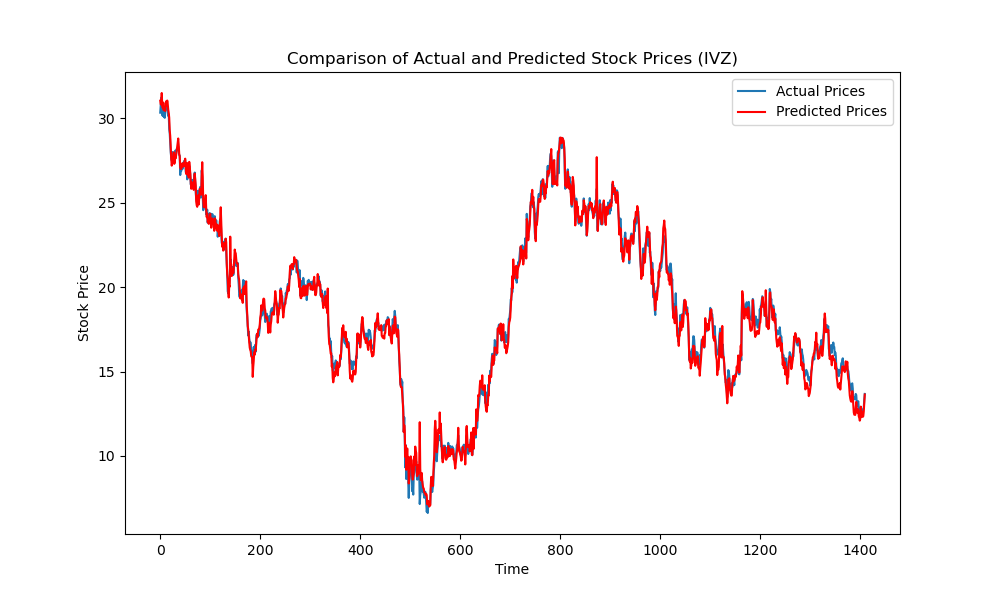 Comparison of Actual and Predicted Stock Prices (IVZ)
Actual Prices
Predicted Prices
30
25
20
15
10
Stock Price
0 200 400 600 800 1000 1200 1400
Time